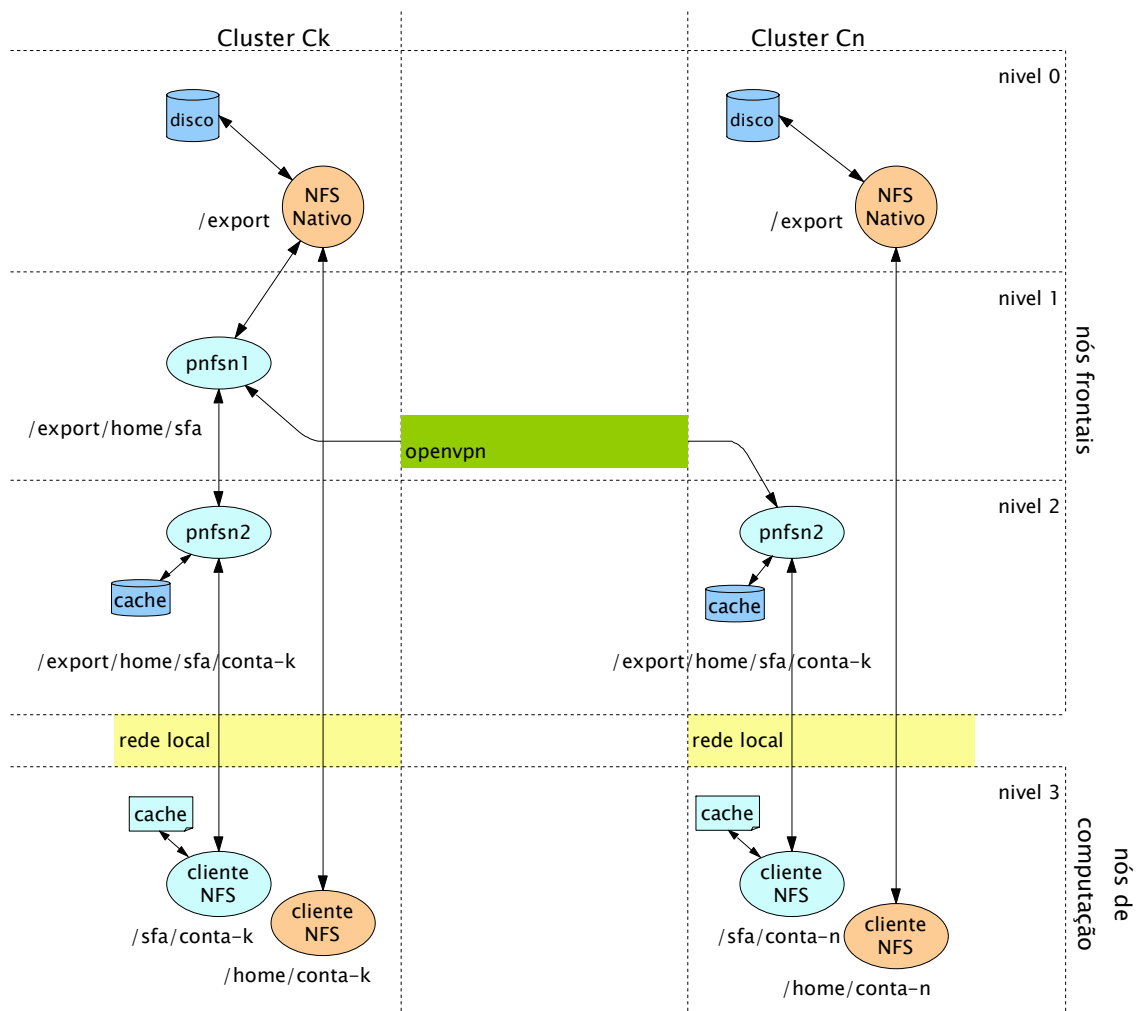 Cluster Ck
Cluster Cn
nivel 0
disco
disco
NFS
Nativo
/export
NFS
Nativo
/export
nivel 1
pnfsn1
/export/home/sfa
openvpn
nós frontais
nivel 2
pnfsn2
cache
/export/home/sfa/conta-k
pnfsn2
cache
/export/home/sfa/conta-k
rede local
rede local
nivel 3
cache
cliente
NFS
/sfa/conta-k
cliente
NFS
/home/conta-k
cache
cliente
NFS
/sfa/conta-n
cliente
NFS
/home/conta-n
nós de
computação